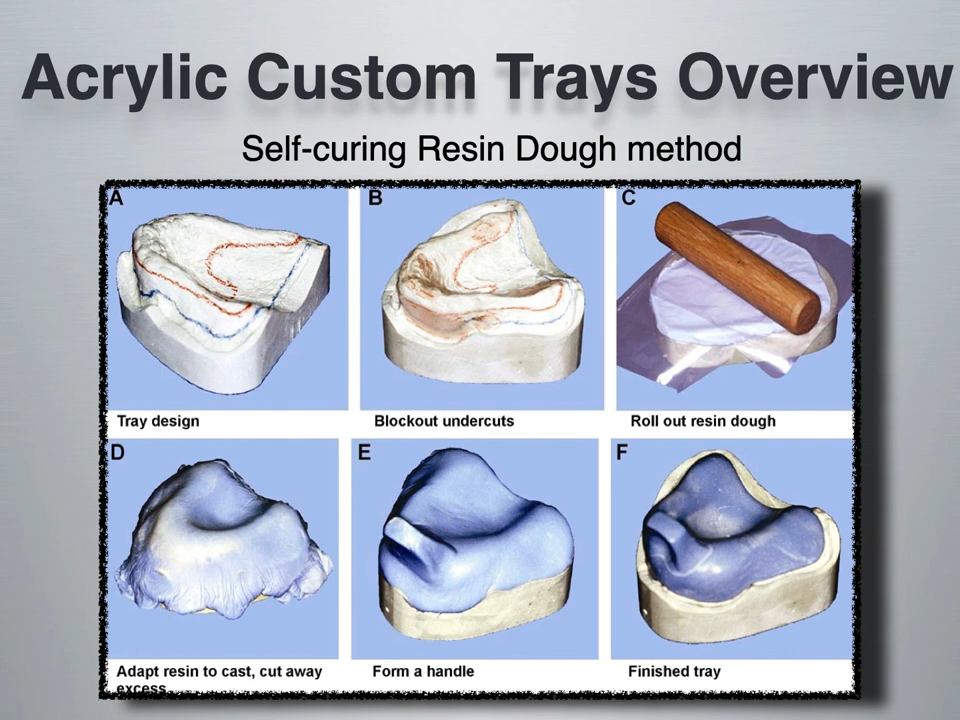 Acrylic Custom Trays Overview
Self-curing Resin Dough method
A
B
C
Tray design
Blockout undercuts
Roll out resin dough
D
E
F
Adapt resin to cast, cut away
excess
Form a handle
Finished tray